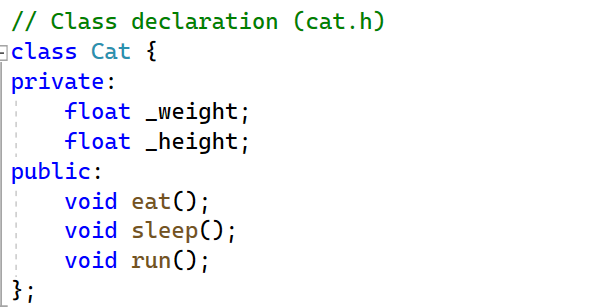 // Class declaration (cat.h)
class Cat {
private:
    float _weight;
    float _height;
public:
    void eat();
    void sleep();
    void run();
};